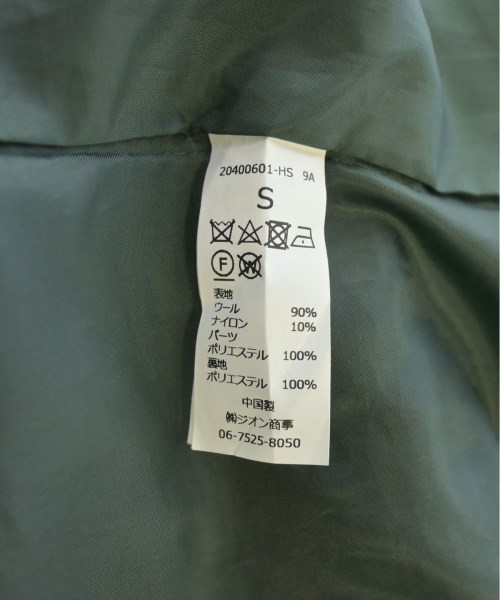 20400601-HS 9A
S
F W
表地
ウール 90%
ナイロン 10%
パーツ
ポリエステル 100%
裏地
ポリエステル 100%
中国製
㈱ジオン商事
06-7525-8050